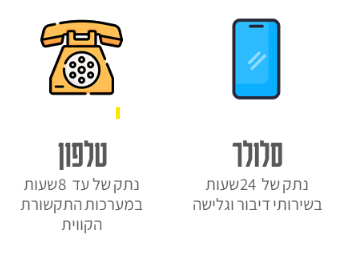 סלולר
נתק של 24שעות
בשירותי דיבור וגלישה
טלפון
נתק של עד 8שעות
במערכות התקשורת
הקווית